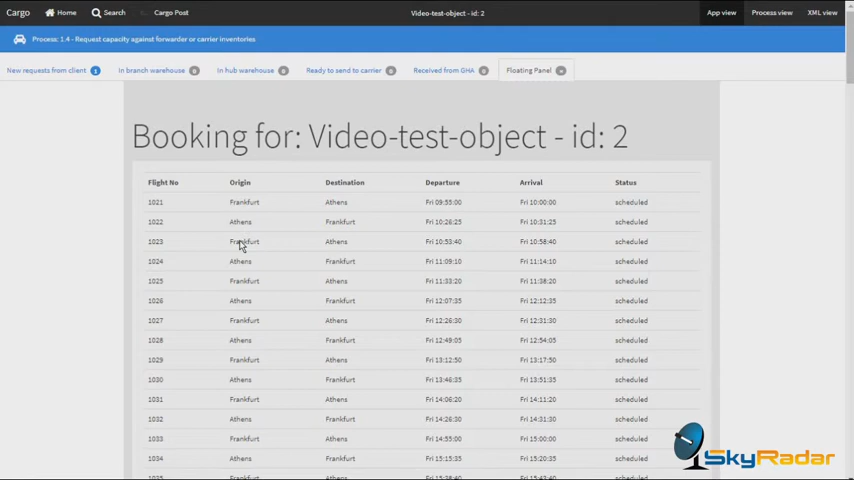 Cargo Home Search Cargo Post Video-test-object - id: 2 App view Process view XML view
Process: 1.4 - Request capacity against forwarder or carrier inventories
New requests from client 1 In branch warehouse 0 In hub warehouse 0 Ready to send to carrier 0 Received from GHA 0 Floating Panel
Booking for: Video-test-object - id: 2
Flight No Origin Destination Departure Arrival Status
1021 Frankfurt Athens Fri 09:55:00 Fri 10:00:00 scheduled
1022 Athens Frankfurt Fri 10:26:25 Fri 10:31:25 scheduled
1023 Frankfurt Athens Fri 10:53:40 Fri 10:58:40 scheduled
1024 Athens Frankfurt Fri 11:09:10 Fri 11:14:10 scheduled
1025 Frankfurt Athens Fri 11:33:20 Fri 11:38:20 scheduled
1026 Athens Frankfurt Fri 12:07:35 Fri 12:12:35 scheduled
1027 Frankfurt Athens Fri 12:26:30 Fri 12:31:30 scheduled
1028 Athens Frankfurt Fri 12:49:05 Fri 12:54:05 scheduled
1029 Frankfurt Athens Fri 13:12:50 Fri 13:17:50 scheduled
1030 Athens Frankfurt Fri 13:46:35 Fri 13:51:35 scheduled
1031 Frankfurt Athens Fri 14:06:20 Fri 14:11:20 scheduled
1032 Athens Frankfurt Fri 14:26:30 Fri 14:31:30 scheduled
1033 Frankfurt Athens Fri 14:55:00 Fri 15:00:00 scheduled
1034 Athens Frankfurt Fri 15:15:35 Fri 15:20:35 scheduled
SkyRadar